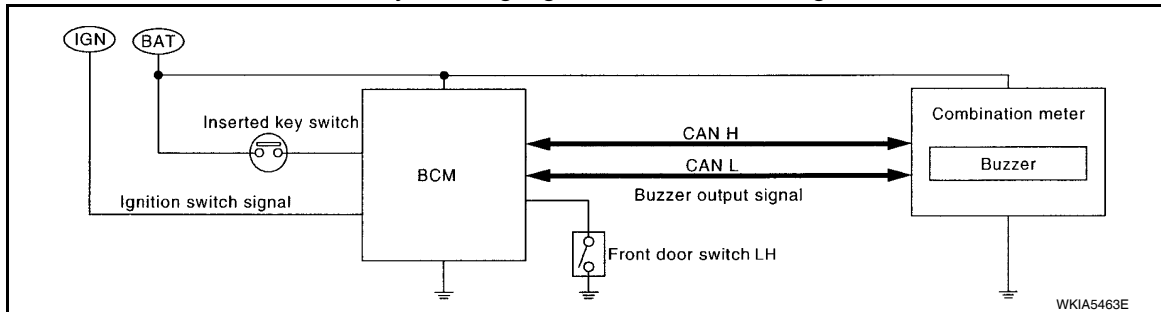 IGN
BAT
Inserted key switch
Ignition switch signal
BCM
CAN H
CAN L
Buzzer output signal
Front door switch LH
Combination meter
Buzzer
WKIA5463E